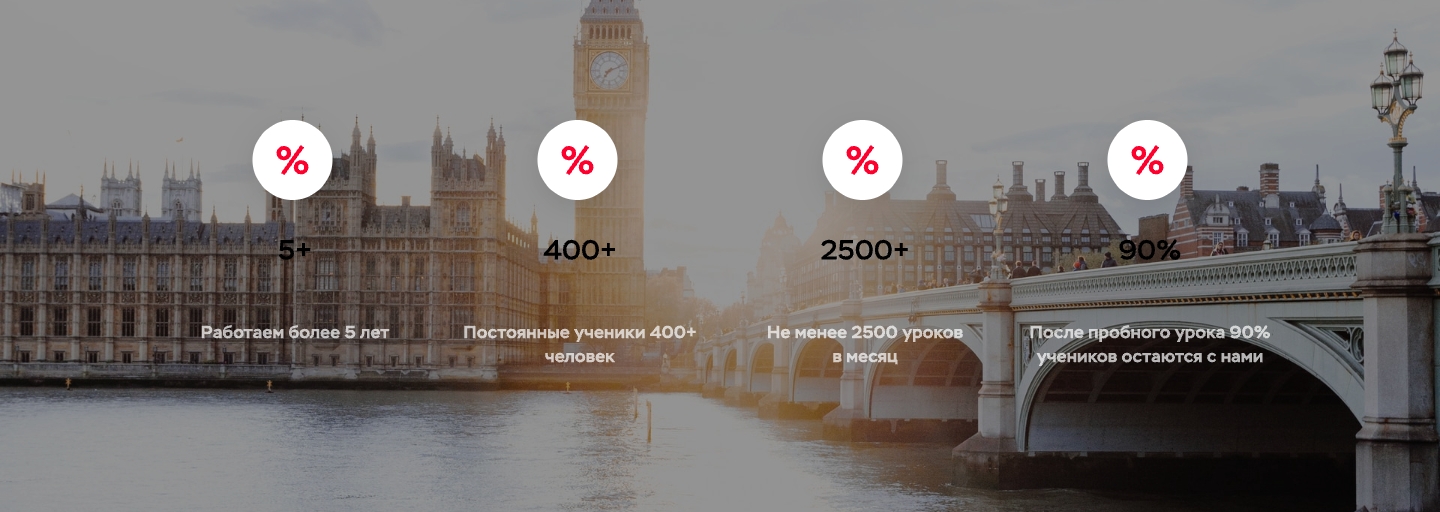 % % % %
5+ 400+ 2500+ 90%
Работаем более 5 лет
Постоянные ученики 400+
человек
Не менее 2500 уроков
в месяц
После пробного урока 90%
учеников остаются с нами